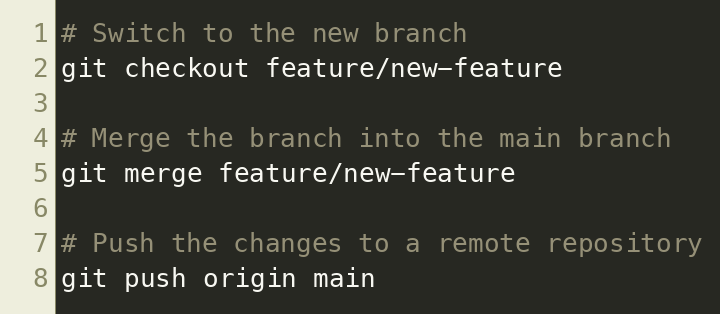 1 # Switch to the new branch
2 git checkout feature/new-feature
3
4 # Merge the branch into the main branch
5 git merge feature/new-feature
6
7 # Push the changes to a remote repository
8 git push origin main